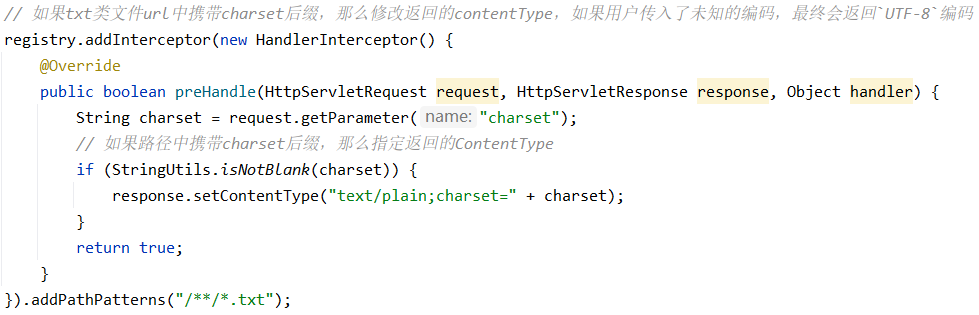 // 如果txt类文件url中携带charset后缀，那么修改返回的contentType，如果用户传入了未知的编码，最终会返回`UTF-8`编码
registry.addInterceptor(new HandlerInterceptor() {
    @Override
    public boolean preHandle(HttpServletRequest request, HttpServletResponse response, Object handler) {
        String charset = request.getParameter( name: "charset");
        // 如果路径中携带charset后缀，那么指定返回的ContentType
        if (StringUtils.isNotBlank(charset)) {
            response.setContentType("text/plain;charset=" + charset);
        }
        return true;
    }
}).addPathPatterns("/**/*.txt");